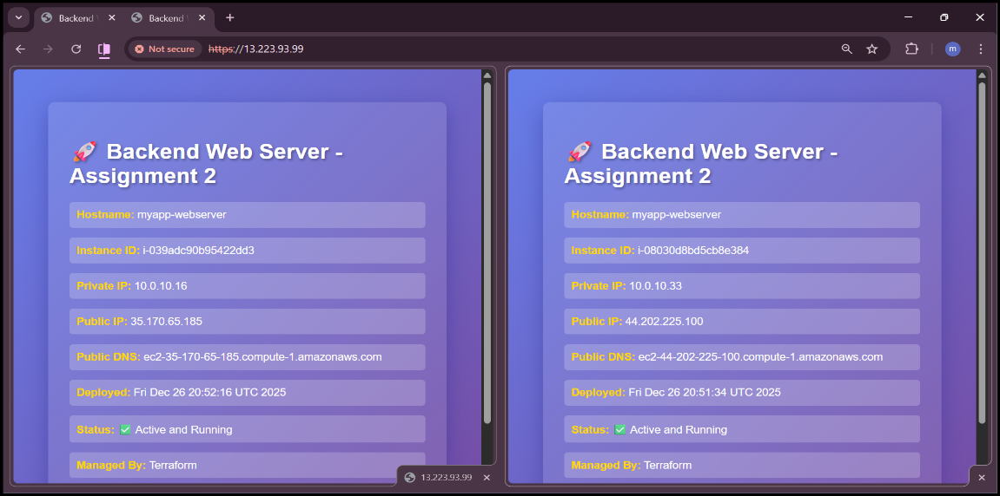 Backend
Backend
Not secure
https://13.223.93.99
m
🚀 Backend Web Server -
Assignment 2
Hostname: myapp-webserver
Instance ID: i-039adc90b95422dd3
Private IP: 10.0.10.16
Public IP: 35.170.65.185
Public DNS: ec2-35-170-65-185.compute-1.amazonaws.com
Deployed: Fri Dec 26 20:52:16 UTC 2025
Status: ✅ Active and Running
Managed By: Terraform
13.223.93.99
🚀 Backend Web Server -
Assignment 2
Hostname: myapp-webserver
Instance ID: i-08030d8bd5cb8e384
Private IP: 10.0.10.33
Public IP: 44.202.225.100
Public DNS: ec2-44-202-225-100.compute-1.amazonaws.com
Deployed: Fri Dec 26 20:51:34 UTC 2025
Status: ✅ Active and Running
Managed By: Terraform